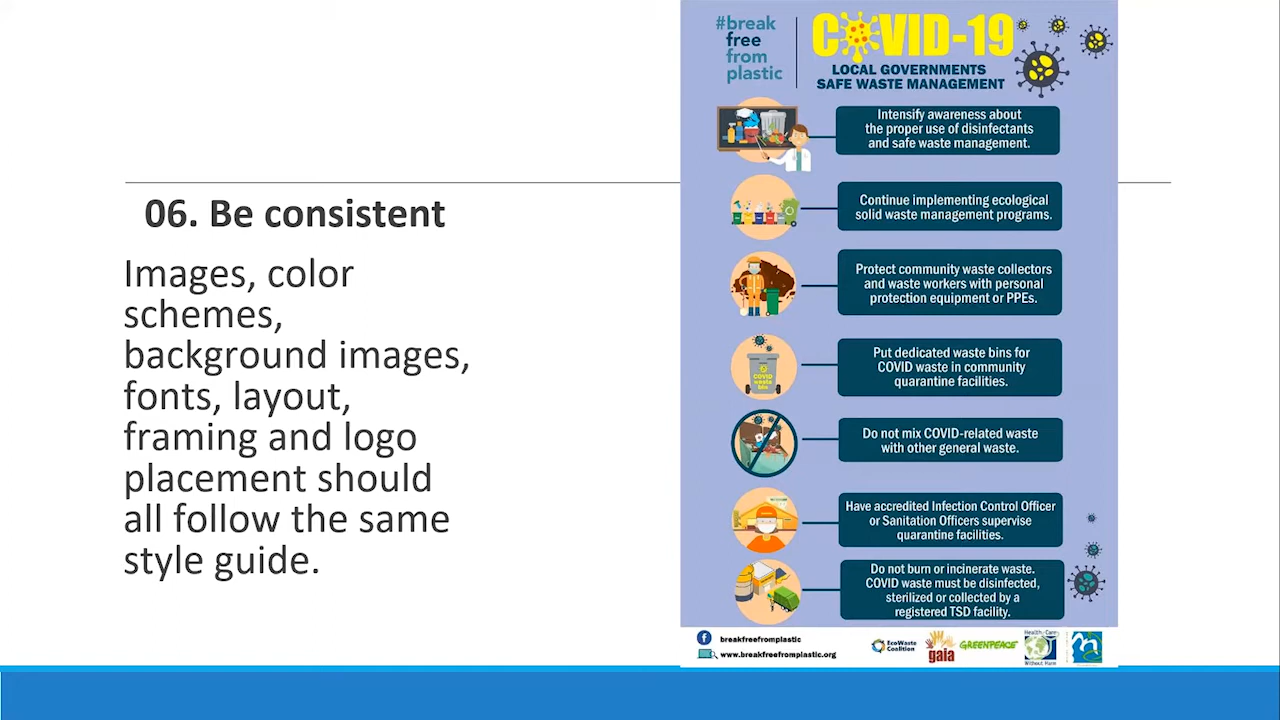 06. Be consistent
Images, color
schemes,
background images,
fonts, layout,
framing and logo
placement should
all follow the same
style guide.
#break
free
from
plastic
COVID-19
LOCAL GOVERNMENTS
SAFE WASTE MANAGEMENT
Intensify awareness about
the proper use of disinfectants
and safe waste management.
Continue implementing ecological
solid waste management programs.
Protect community waste collectors
and waste workers with personal
protection equipment or PPEs.
COVID
waste
bin
Put dedicated waste bins for
COVID waste in community
quarantine facilities.
Do not mix COVID-related waste
with other general waste.
Have accredited Infection Control Officer
or Sanitation Officers supervise
quarantine facilities.
Do not burn or incinerate waste.
COVID waste must be disinfected,
sterilized or collected by a
registered TSD facility.
breakfreefromplastic
www.breakfreefromplastic.org
EcoWaste
Coalition
gaia
GREENPEACE
Health Care
Without Harm